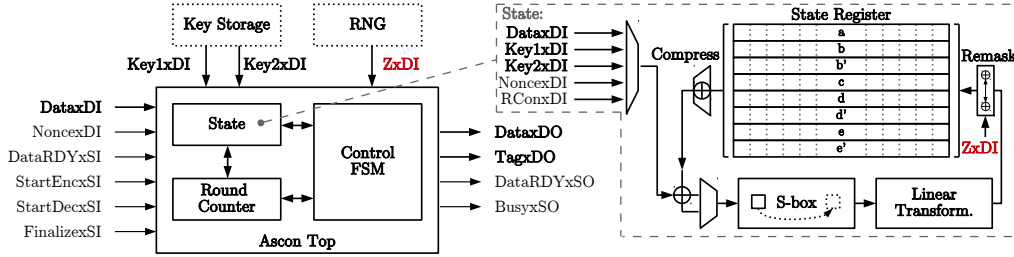 Key Storage
RNG
Key1xDI
Key2xDI
ZxDI
DataxDI
NoncexDI
DataRDYxSI
StartEncxSI
StartDecxSI
FinalizexSI
State
Round
Counter
Control
FSM
Ascon Top
DataxDO
TagxDO
DataRDYxSO
BusyxSO
State:
DataxDI
Key1xDI
Key2xDI
NoncexDI
RConxDI
Compress
State Register
a
b
b'
c
d
d'
e
e'
Remask
ZxDI
S-box
Linear
Transform.